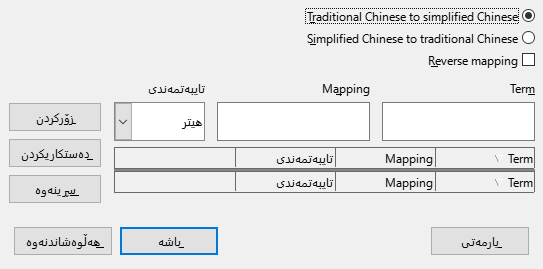 Traditional Chinese to simplified Chinese
Simplified Chinese to traditional Chinese
Reverse mapping
Term
Mapping
تایبەتمەندی
هیتر
زۆرکردن
دەستکاریکردن
سڕینەوە
Term Mapping تایبەتمەندی
Term Mapping تایبەتمەندی
یارمەتی
باشە
هەڵوەشاندنەوە